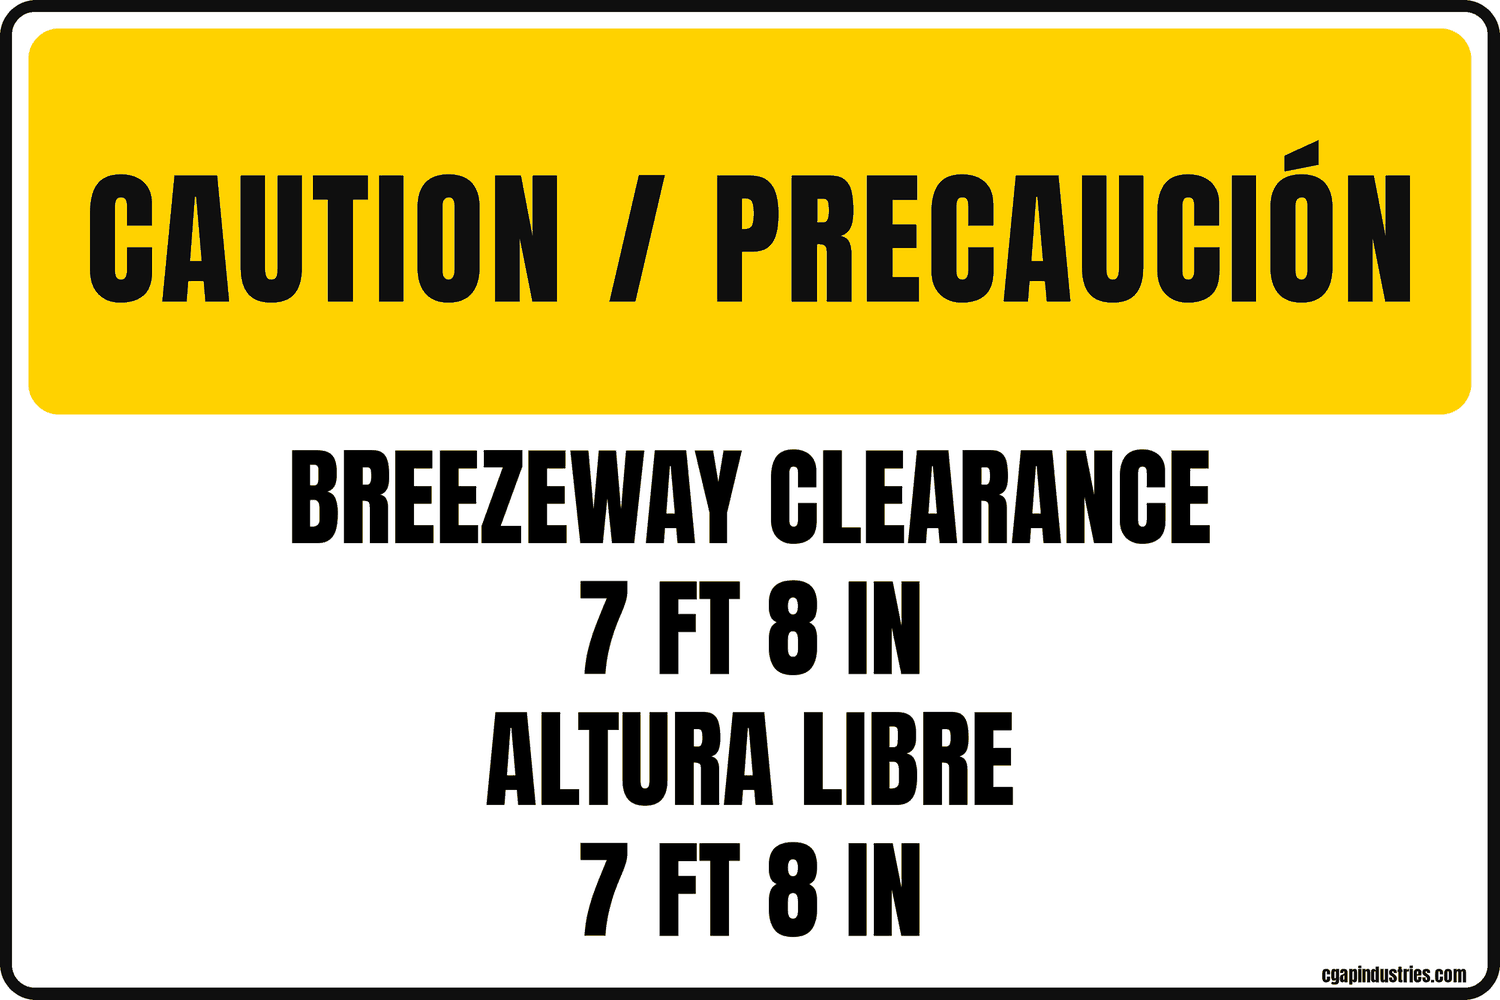 CAUTION / PRECAUCIÓN
BREEZEWAY CLEARANCE
7 FT 8 IN
ALTURA LIBRE
7 FT 8 IN
cgapindustries.com